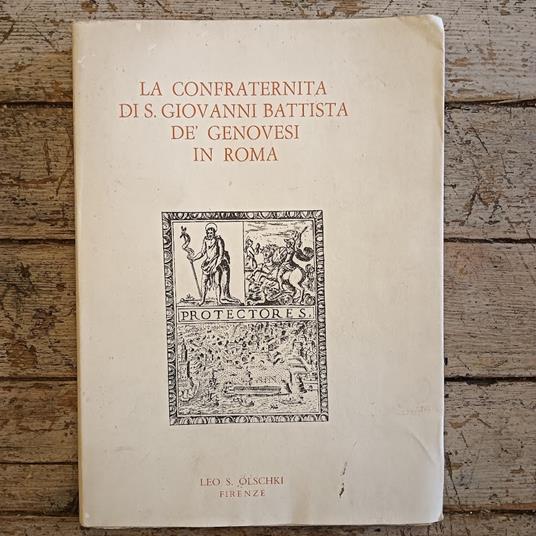 LA CONFRATERNITA
DI S. GIOVANNI BATTISTA
DE' GENOVESI
IN ROMA
PROTECTORES.
LEO S. OLSCHKI
FIRENZE